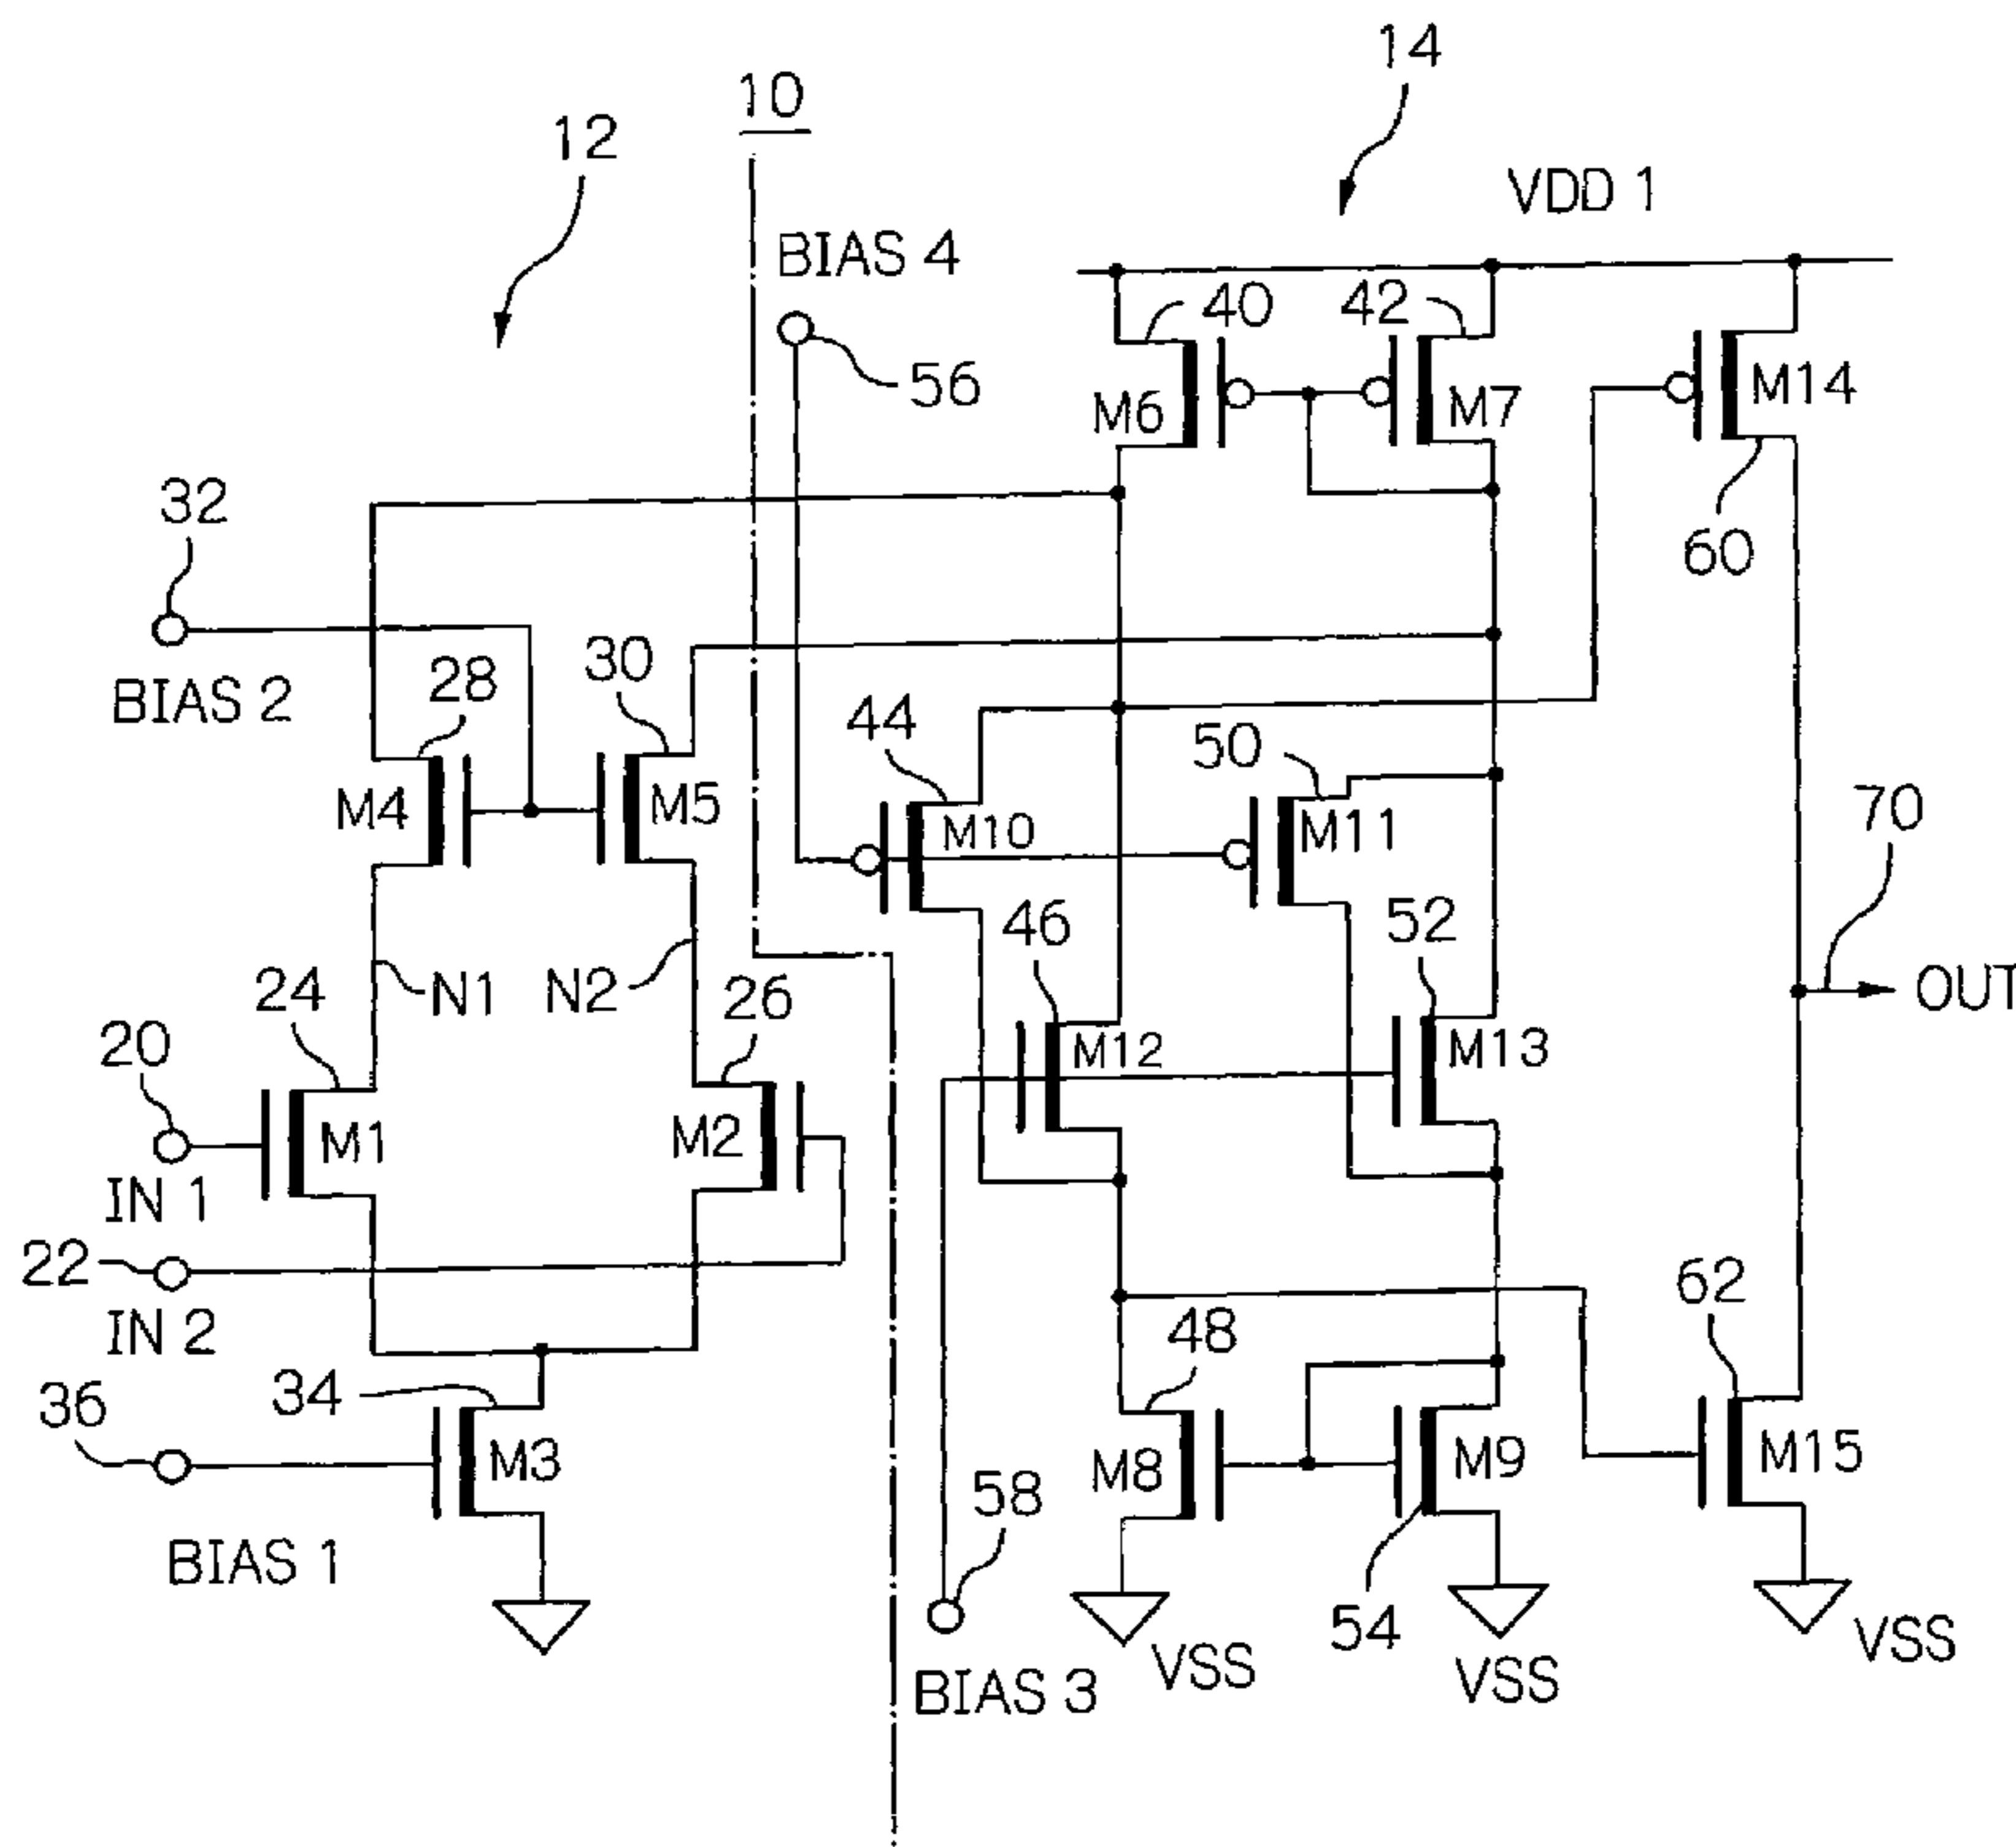 14
10
12
VDD 1
BIAS 4
40
42
56
M6
M7
M14
32
60
30
28
BIAS 2
44
50
M4
M5
M10
M11
70
46
52
24
N1
N2
26
OUT
20
M12
M13
M1
M2
IN 1
22
62
IN 2
48
34
36
M3
M8
M9
M15
58
BIAS 1
54
VSS
VSS
VSS
BIAS 3